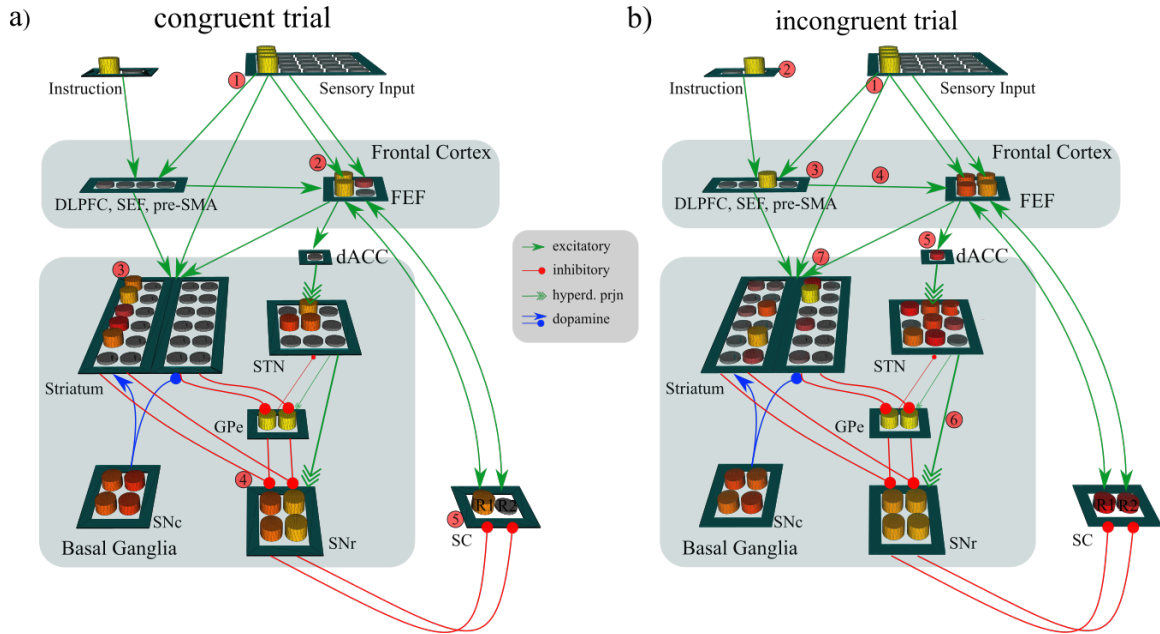 a)
congruent trial
1
Instruction
Sensory Input
2
Frontal Cortex
DLPFC, SEF, pre-SMA
FEF
dACC
3
STN
Striatum
GPe
4
SNc
SNr
R1 R2
5
SC
Basal Ganglia
excitatory
inhibitory
hyperd. prjn
dopamine
b)
incongruent trial
2
1
Instruction
Sensory Input
Frontal Cortex
3
4
DLPFC, SEF, pre-SMA
FEF
5
dACC
7
STN
Striatum
GPe
6
SNc
SNr
R1 R2
SC
Basal Ganglia